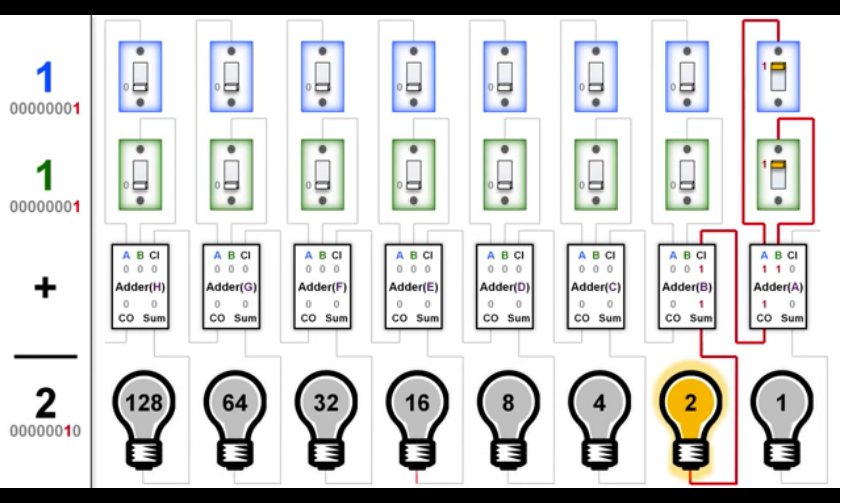 1
00000001
1
00000001
+
2
00000010
0 0 0 0 0 0 0 1
0 0 0 0 0 0 0 1
A B CI A B CI A B CI A B CI A B CI A B CI A B CI A B CI
0 0 0 0 0 0 0 0 0 0 0 0 0 0 0 0 0 0 0 0 1 1 1 0
Adder(H) Adder(G) Adder(F) Adder(E) Adder(D) Adder(C) Adder(B) Adder(A)
0 0 0 0 0 0 0 0 0 0 0 0 0 1 1 0
CO Sum CO Sum CO Sum CO Sum CO Sum CO Sum CO Sum CO Sum
128 64 32 16 8 4 2 1